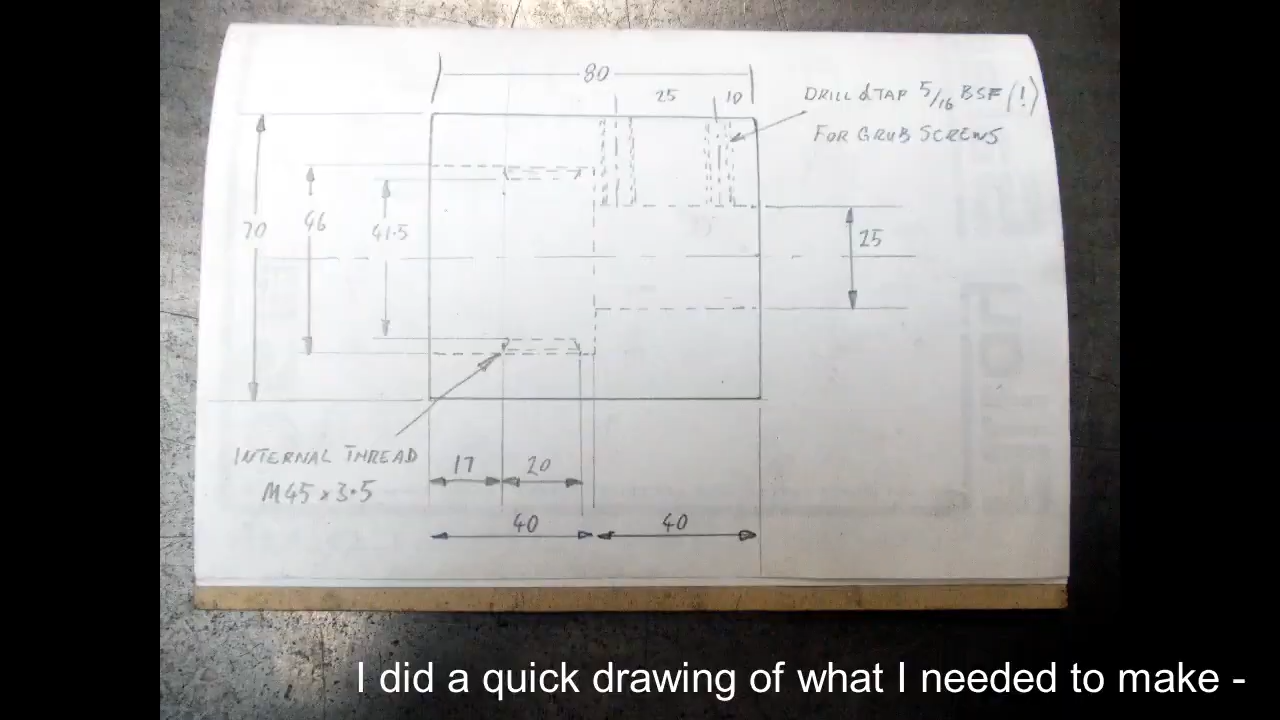 80
25
10
DRILL & TAP 5/16 BSF (!)
FOR GRUB SCREWS
70
46
41.5
25
INTERNAL THREAD
M45 x 3.5
17
20
40
40
I did a quick drawing of what I needed to make -